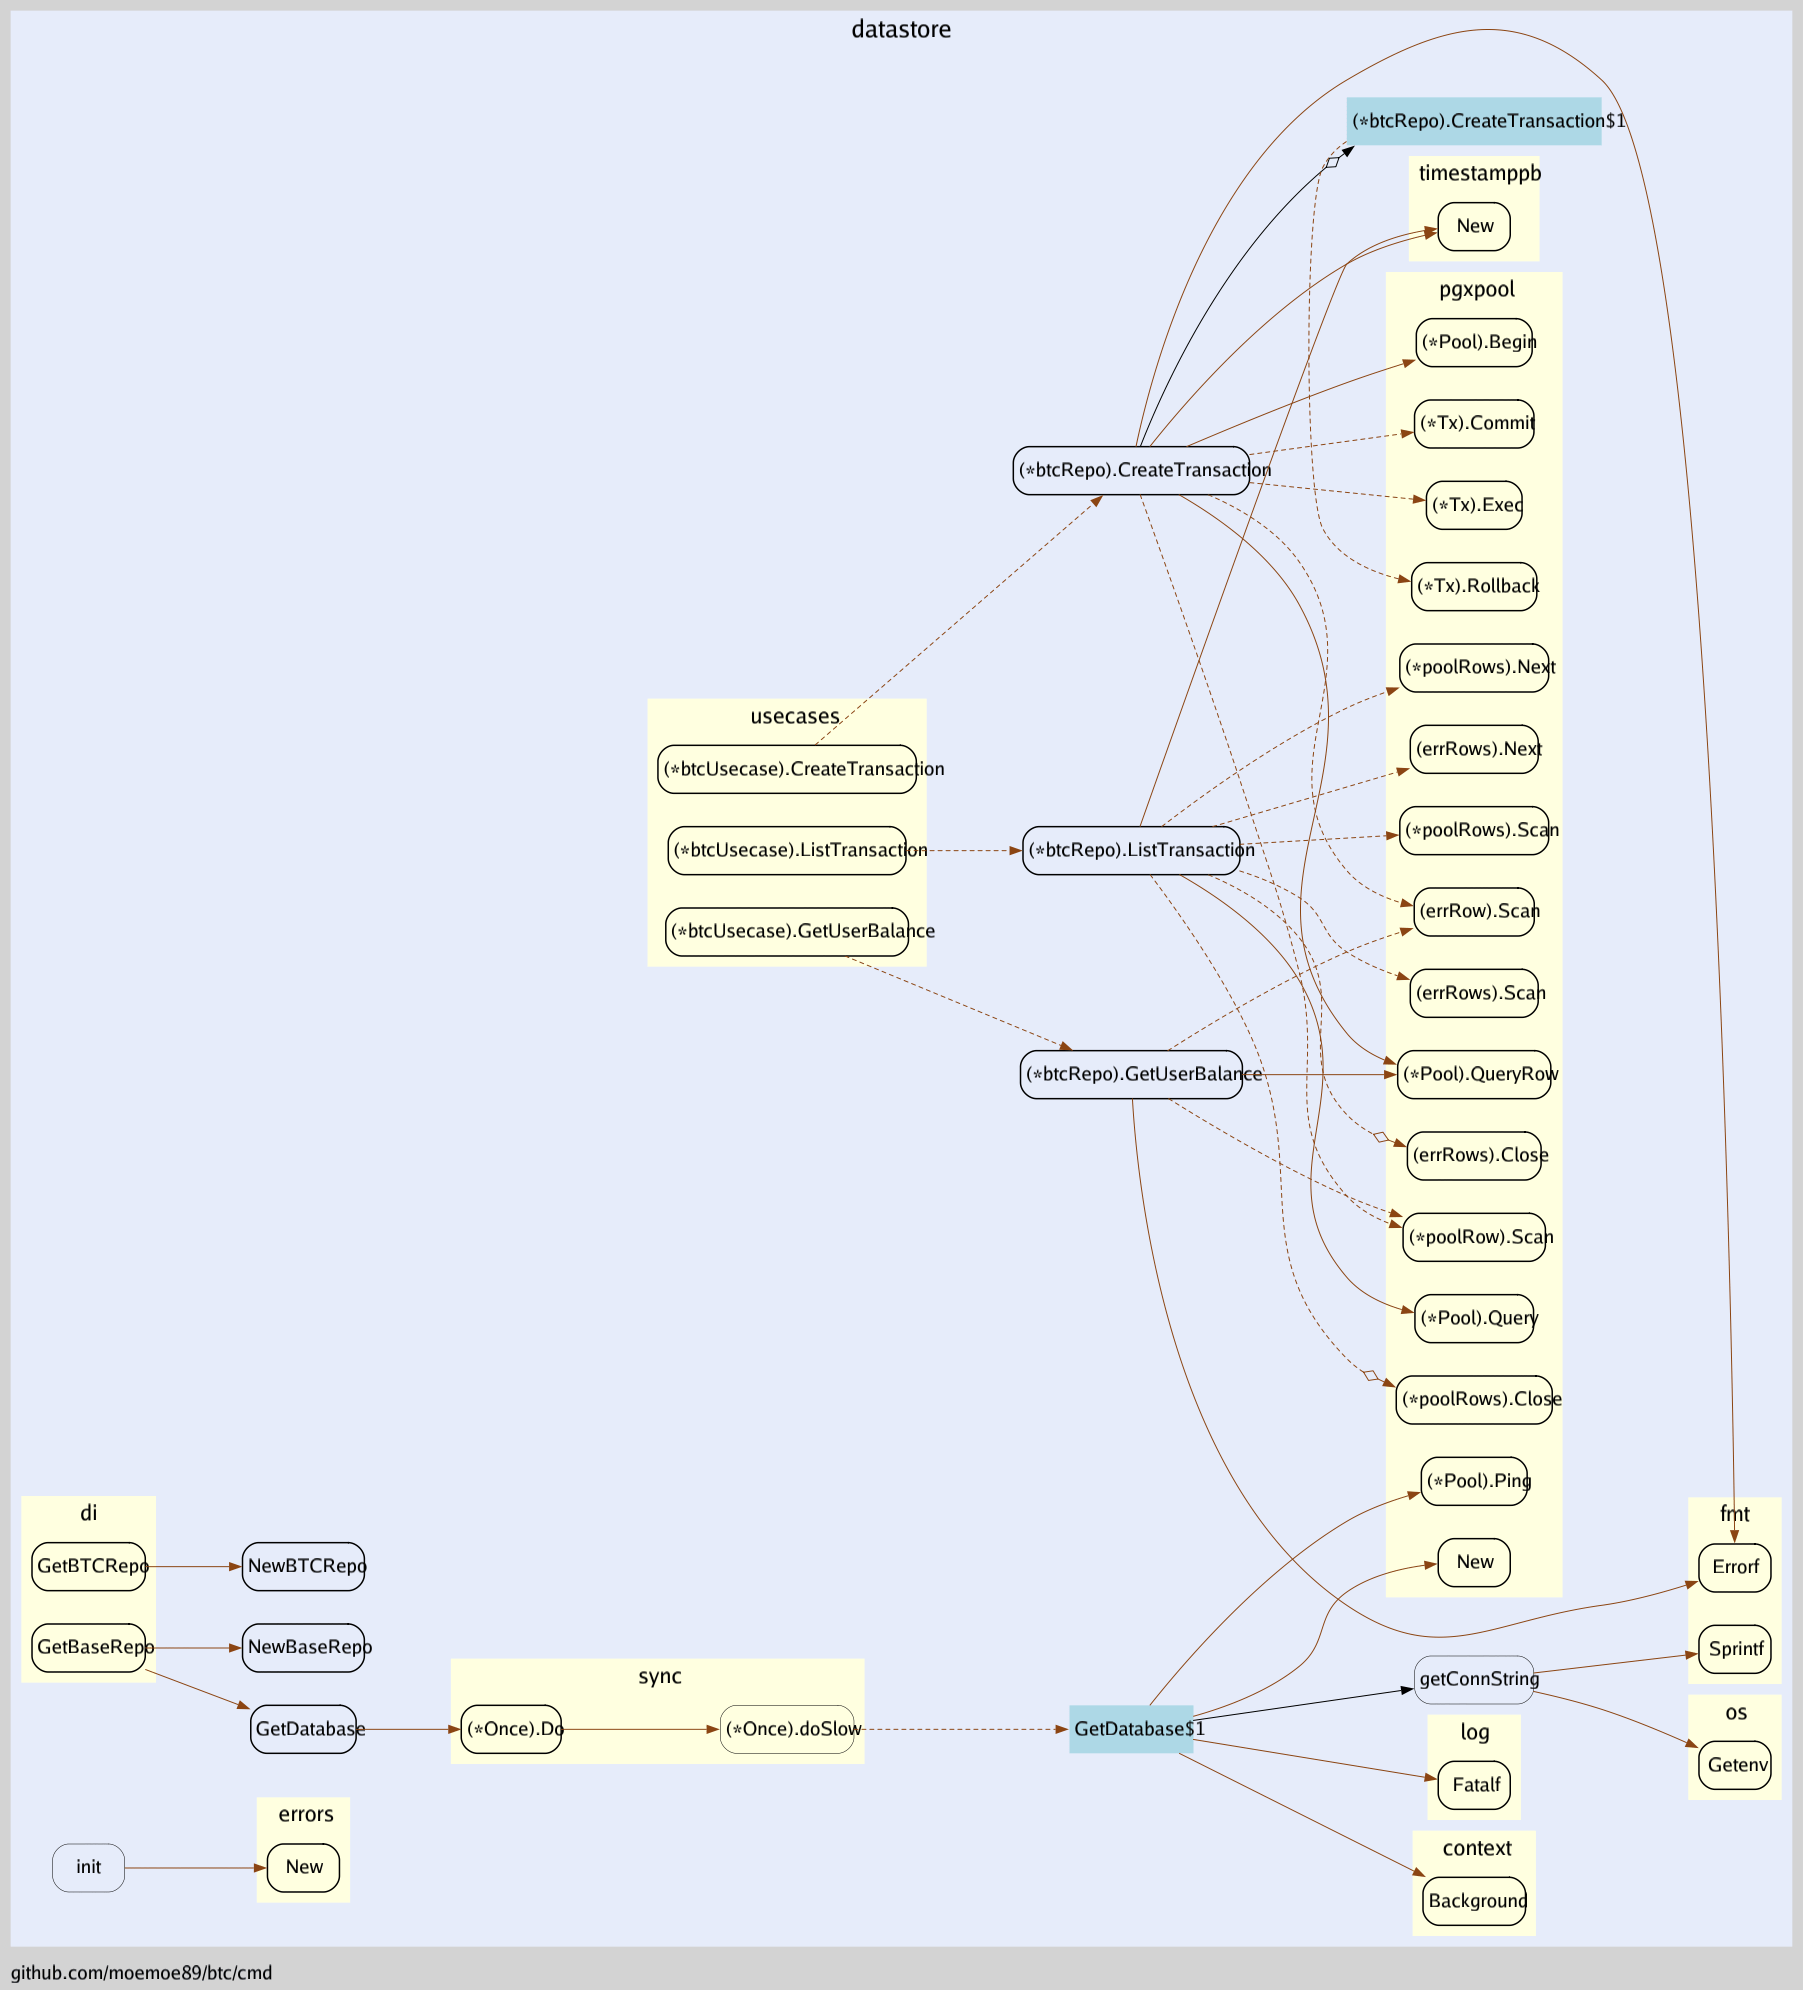 datastore
(*btcRepo).CreateTransaction$1
timestamppb
New
pgxpool
(*Pool).Begin
(*Tx).Commit
(*btcRepo).CreateTransaction
(*Tx).Exec
(*Tx).Rollback
(*poolRows).Next
usecases
(errRows).Next
(*btcUsecase).CreateTransaction
(*poolRows).Scan
(*btcUsecase).ListTransaction
(*btcRepo).ListTransaction
(errRow).Scan
(*btcUsecase).GetUserBalance
(errRows).Scan
(*btcRepo).GetUserBalance
(*Pool).QueryRow
(errRows).Close
(*poolRow).Scan
(*Pool).Query
(*poolRows).Close
(*Pool).Ping
di
fmt
GetBTCRepo
NewBTCRepo
New
Errorf
GetBaseRepo
NewBaseRepo
Sprintf
sync
getConnString
os
GetDatabase
(*Once).Do
(*Once).doSlow
GetDatabase$1
log
Getenv
Fatalf
errors
context
init
New
Background
github.com/moemoe89/btc/cmd